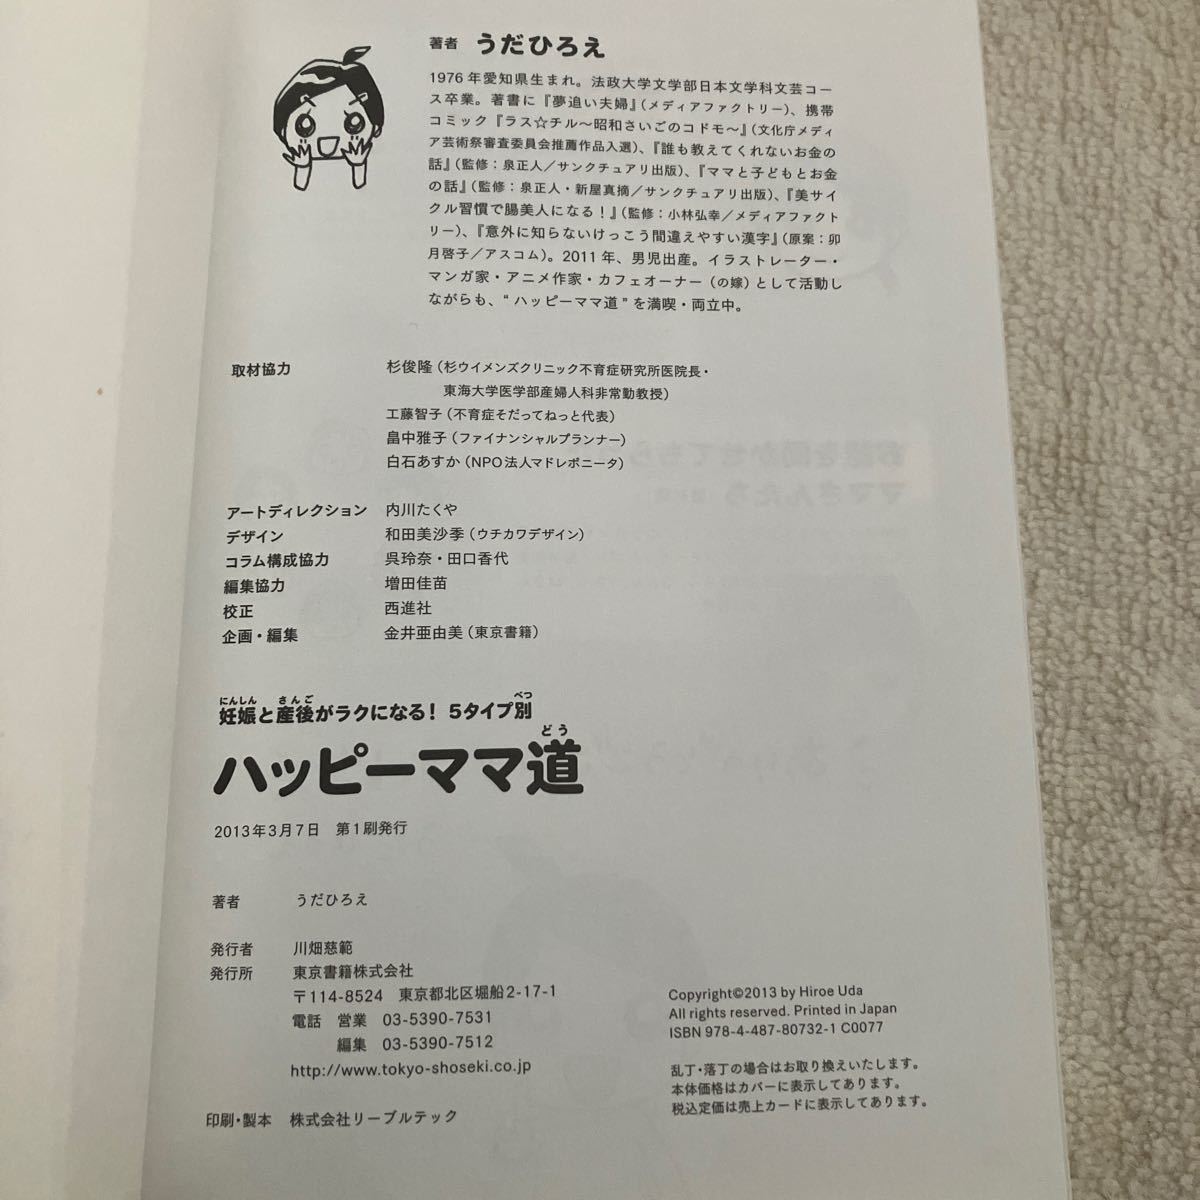 著者 うだひろえ
1976年愛知県生まれ。法政大学文学部日本文学科文芸コー
ス卒業。著書に『夢追い夫婦』(メディアファクトリー)、携帯
コミック『ラス☆チル〜昭和さいごのコドモ〜』(文化庁メディ
ア芸術祭審査委員会推薦作品入選)、『誰も教えてくれないお金の
話』(監修：泉正人／サンクチュアリ出版)、『ママと子どもとお金
の話』(監修：泉正人・新屋真摘／サンクチュアリ出版)、『美サイ
クル習慣で腸美人になる！』(監修：小林弘幸／メディアファクト
リー)、『意外に知らないけっこう間違えやすい漢字』(原案：卯
月啓子／アスコム)。2011年、男児出産。イラストレーター・
マンガ家・アニメ作家・カフェオーナー（の嫁）として活動し
ながらも、“ハッピーママ道”を満喫・両立中。
取材協力 杉俊隆（杉ウイメンズクリニック不育症研究所医院長・
東海大学医学部産婦人科非常勤教授）
工藤智子（不育症そだってねっと代表）
畠中雅子（ファイナンシャルプランナー）
白石あすか（NPO法人マドレボニータ）
アートディレクション 内川たくや
デザイン 和田美沙季（ウチカワデザイン）
コラム構成協力 呉玲奈・田口香代
編集協力 増田佳苗
校正 西進社
企画・編集 金井亜由美（東京書籍）
にんしん さんご べつ
妊娠と産後がラクになる！ 5タイプ別
どう
ハッピーママ道
2013年3月7日 第1刷発行
著者 うだひろえ
発行者 川畑慈範
発行所 東京書籍株式会社
〒114-8524 東京都北区堀船2-17-1
電話 営業 03-5390-7531
編集 03-5390-7512
http://www.tokyo-shoseki.co.jp
印刷・製本 株式会社リーブルテック
Copyright©2013 by Hiroe Uda
All rights reserved. Printed in Japan
ISBN 978-4-487-80732-1 C0077
乱丁・落丁の場合はお取り換えいたします。
本体価格はカバーに表示してあります。
税込定価は売上カードに表示してあります。